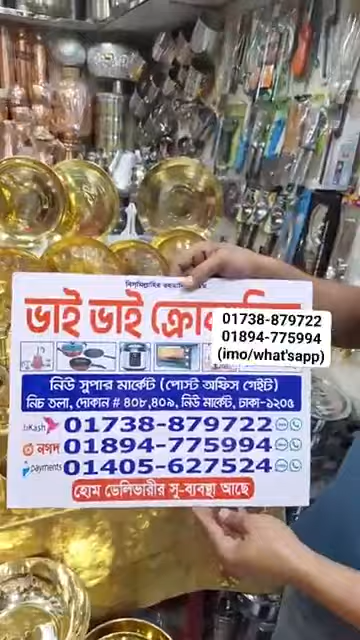 বিসমিল্লাহির রহমানির রহিম
ভাই ভাই
01738-879722
01894-775994
(imo/what'sapp)
নিউ সুপার মার্কেট (পোস্ট অফিস গেইট)
নিচ তলা, দোকান # ৪০৮,৪০৯, নিউ মার্কেট, ঢাকা-১২০৫
bKash 01738-879722
নগদ 01894-775994
payments 01405-627524
হোম ডেলিভারীর সু-ব্যবস্থা আছে